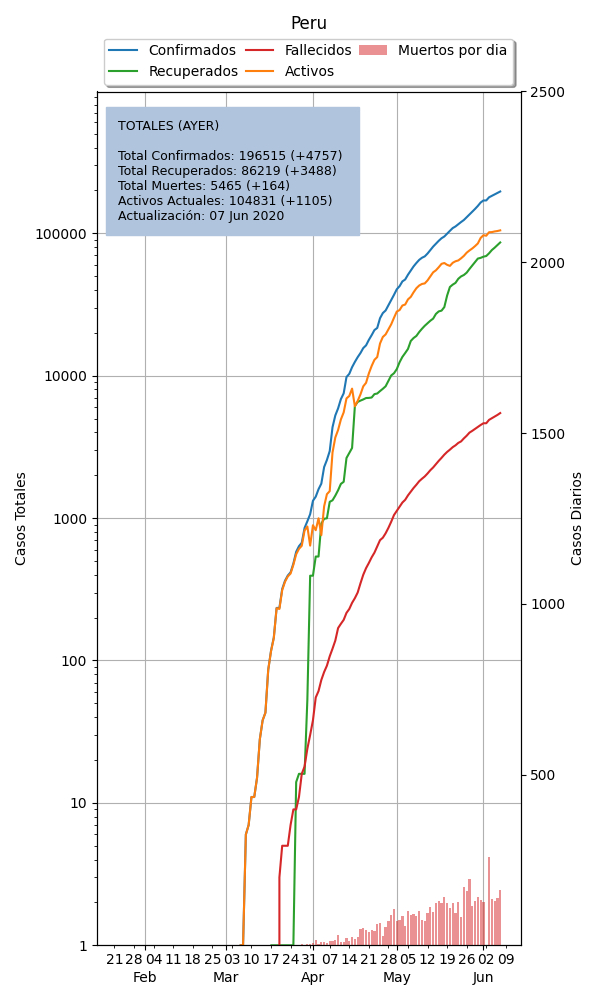 Peru
Confirmados Fallecidos Muertos por dia
Recuperados Activos
TOTALES (AYER)
Total Confirmados: 196515 (+4757)
Total Recuperados: 86219 (+3488)
Total Muertes: 5465 (+164)
Activos Actuales: 104831 (+1105)
Actualización: 07 Jun 2020
Casos Totales
100000
10000
1000
100
10
1
2500
2000
1500
1000
500
Casos Diarios
21 28 04 11 18 25 03 10 17 24 31 07 14 21 28 05 12 19 26 02 09
Feb Mar Apr May Jun